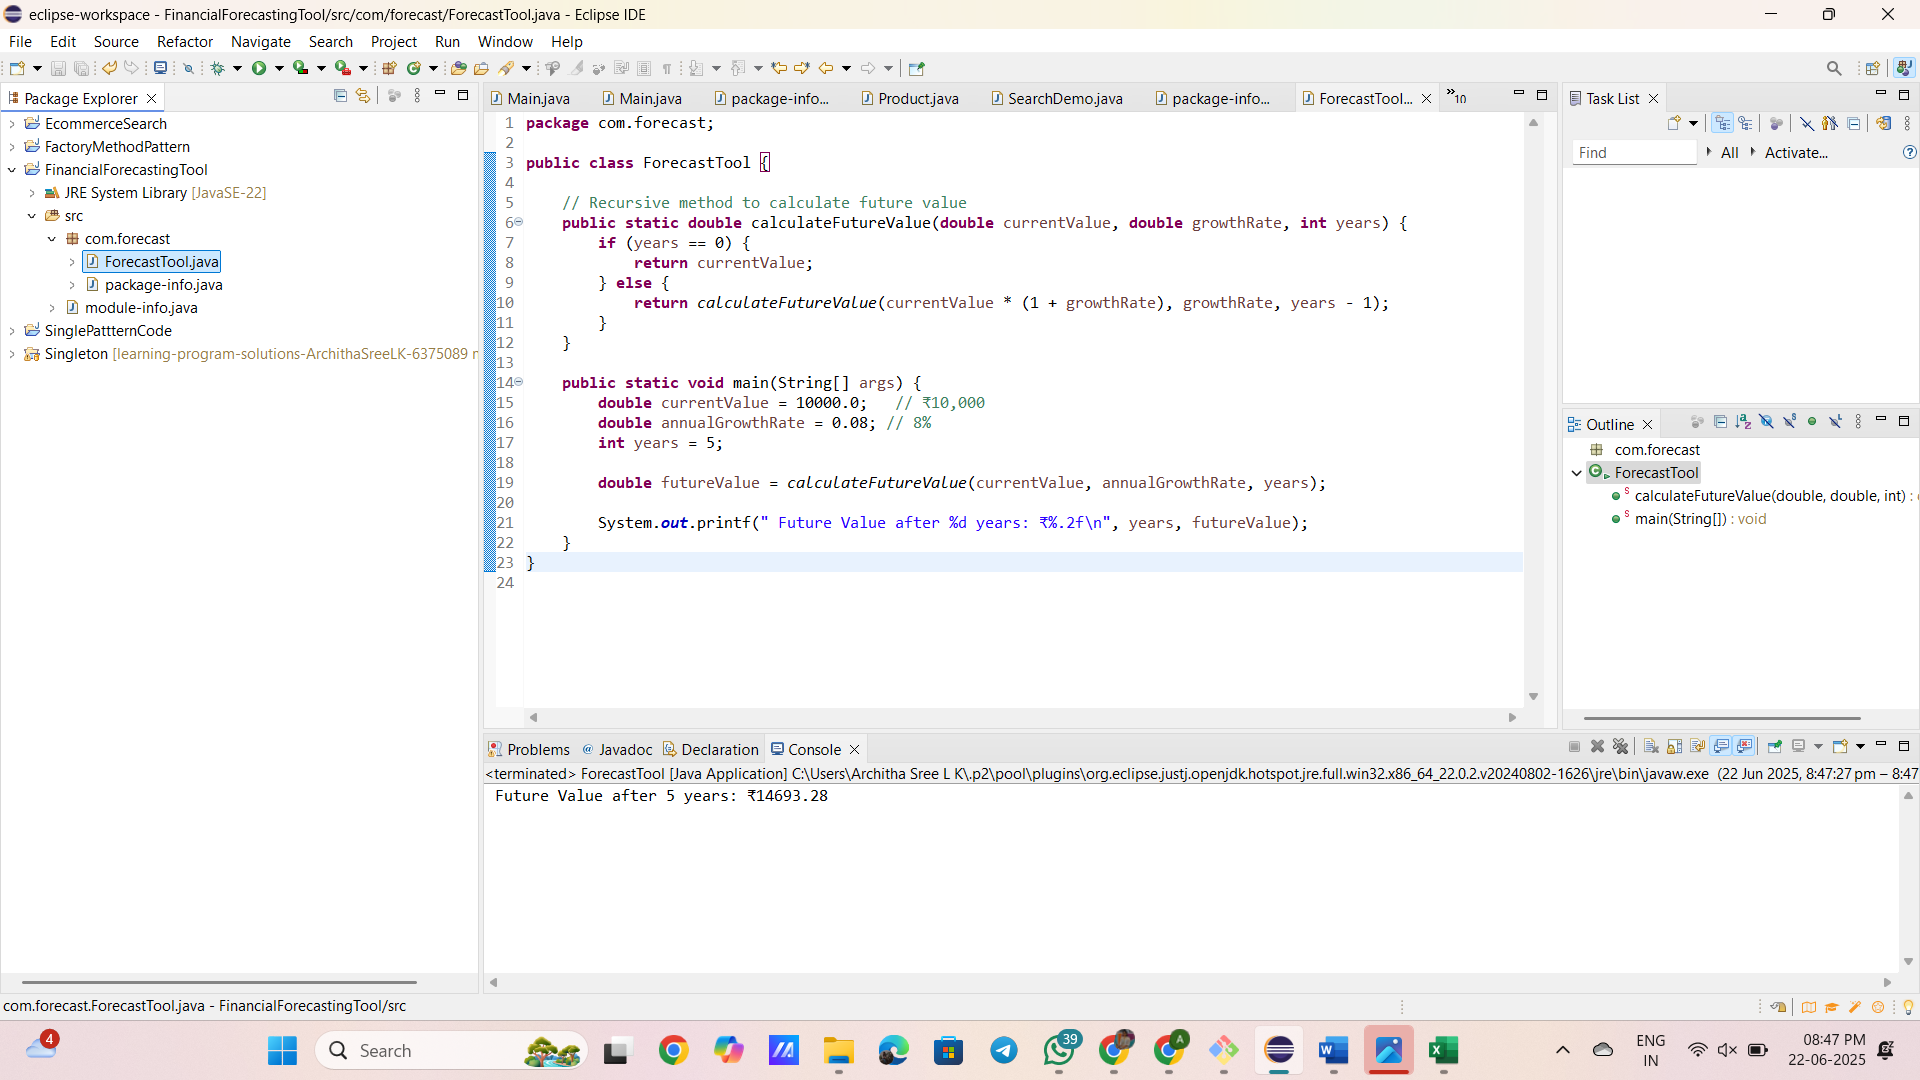 eclipse-workspace - FinancialForecastingTool/src/com/forecast/ForecastTool.java - Eclipse IDE
File Edit Source Refactor Navigate Search Project Run Window Help
Package Explorer
EcommerceSearch
FactoryMethodPattern
FinancialForecastingTool
JRE System Library [JavaSE-22]
src
com.forecast
ForecastTool.java
package-info.java
module-info.java
SinglePattternCode
Singleton [learning-program-solutions-ArchithaSreeLK-6375089
Main.java Main.java package-info... Product.java SearchDemo.java package-info... ForecastTool... »10
1 package com.forecast;
2
3 public class ForecastTool {
4
5 // Recursive method to calculate future value
6 public static double calculateFutureValue(double currentValue, double growthRate, int years) {
7 if (years == 0) {
8 return currentValue;
9 } else {
10 return calculateFutureValue(currentValue * (1 + growthRate), growthRate, years - 1);
11 }
12 }
13
14 public static void main(String[] args) {
15 double currentValue = 10000.0; // ₹10,000
16 double annualGrowthRate = 0.08; // 8%
17 int years = 5;
18
19 double futureValue = calculateFutureValue(currentValue, annualGrowthRate, years);
20
21 System.out.printf(" Future Value after %d years: ₹%.2f\n", years, futureValue);
22 }
23 }
24
Task List
Find All Activate...
Outline
com.forecast
ForecastTool
calculateFutureValue(double, double, int) :
main(String[]) : void
Problems @ Javadoc Declaration Console
<terminated> ForecastTool [Java Application] C:\Users\Architha Sree L K\.p2\pool\plugins\org.eclipse.justj.openjdk.hotspot.jre.full.win32.x86_64_22.0.2.v20240802-1626\jre\bin\javaw.exe (22 Jun 2025, 8:47:27 pm – 8:47
Future Value after 5 years: ₹14693.28
com.forecast.ForecastTool.java - FinancialForecastingTool/src
4
Search
39
A
ENG
IN
08:47 PM
22-06-2025